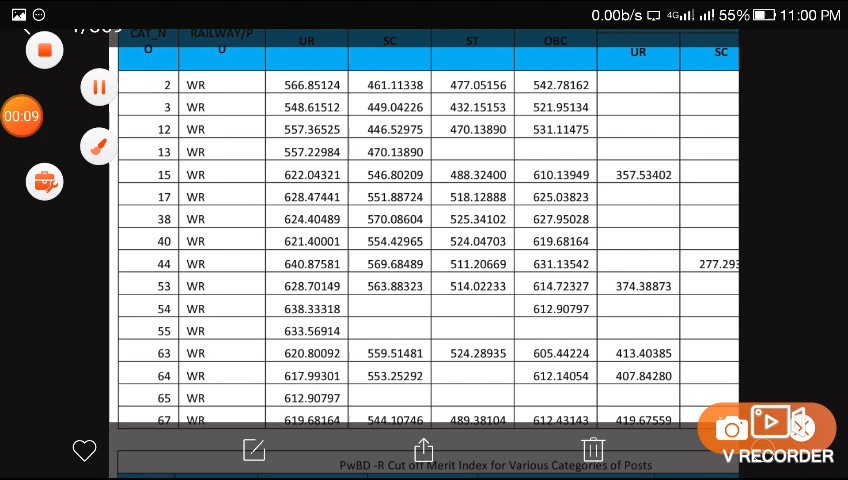 0.00b/s 4G 55% 11:00 PM
CAT_N
O RAILWAY/P
U UR SC ST OBC UR SC
00:09
2 WR 566.85124 461.11338 477.05156 542.78162
3 WR 548.61512 449.04226 432.15153 521.95134
12 WR 557.36525 446.52975 470.13890 531.11475
13 WR 557.22984 470.13890
15 WR 622.04321 546.80209 488.32400 610.13949 357.53402
17 WR 628.47441 551.88724 518.12888 625.03823
38 WR 624.40489 570.08604 525.34102 627.95028
40 WR 621.40001 554.42965 524.04703 619.68164
44 WR 640.87581 569.68489 511.20669 631.13542 277.293
53 WR 628.70149 563.88323 514.02233 614.72327 374.38873
54 WR 638.33318 612.90797
55 WR 633.56914
63 WR 620.80092 559.51481 524.28935 605.44224 413.40385
64 WR 617.99301 553.25292 612.14054 407.84280
65 WR 612.90797
67 WR 619.68164 544.10746 489.38104 612.43143 419.67559
V RECORDER
PwBD -R Cut off Merit Index for Various Categories of Posts